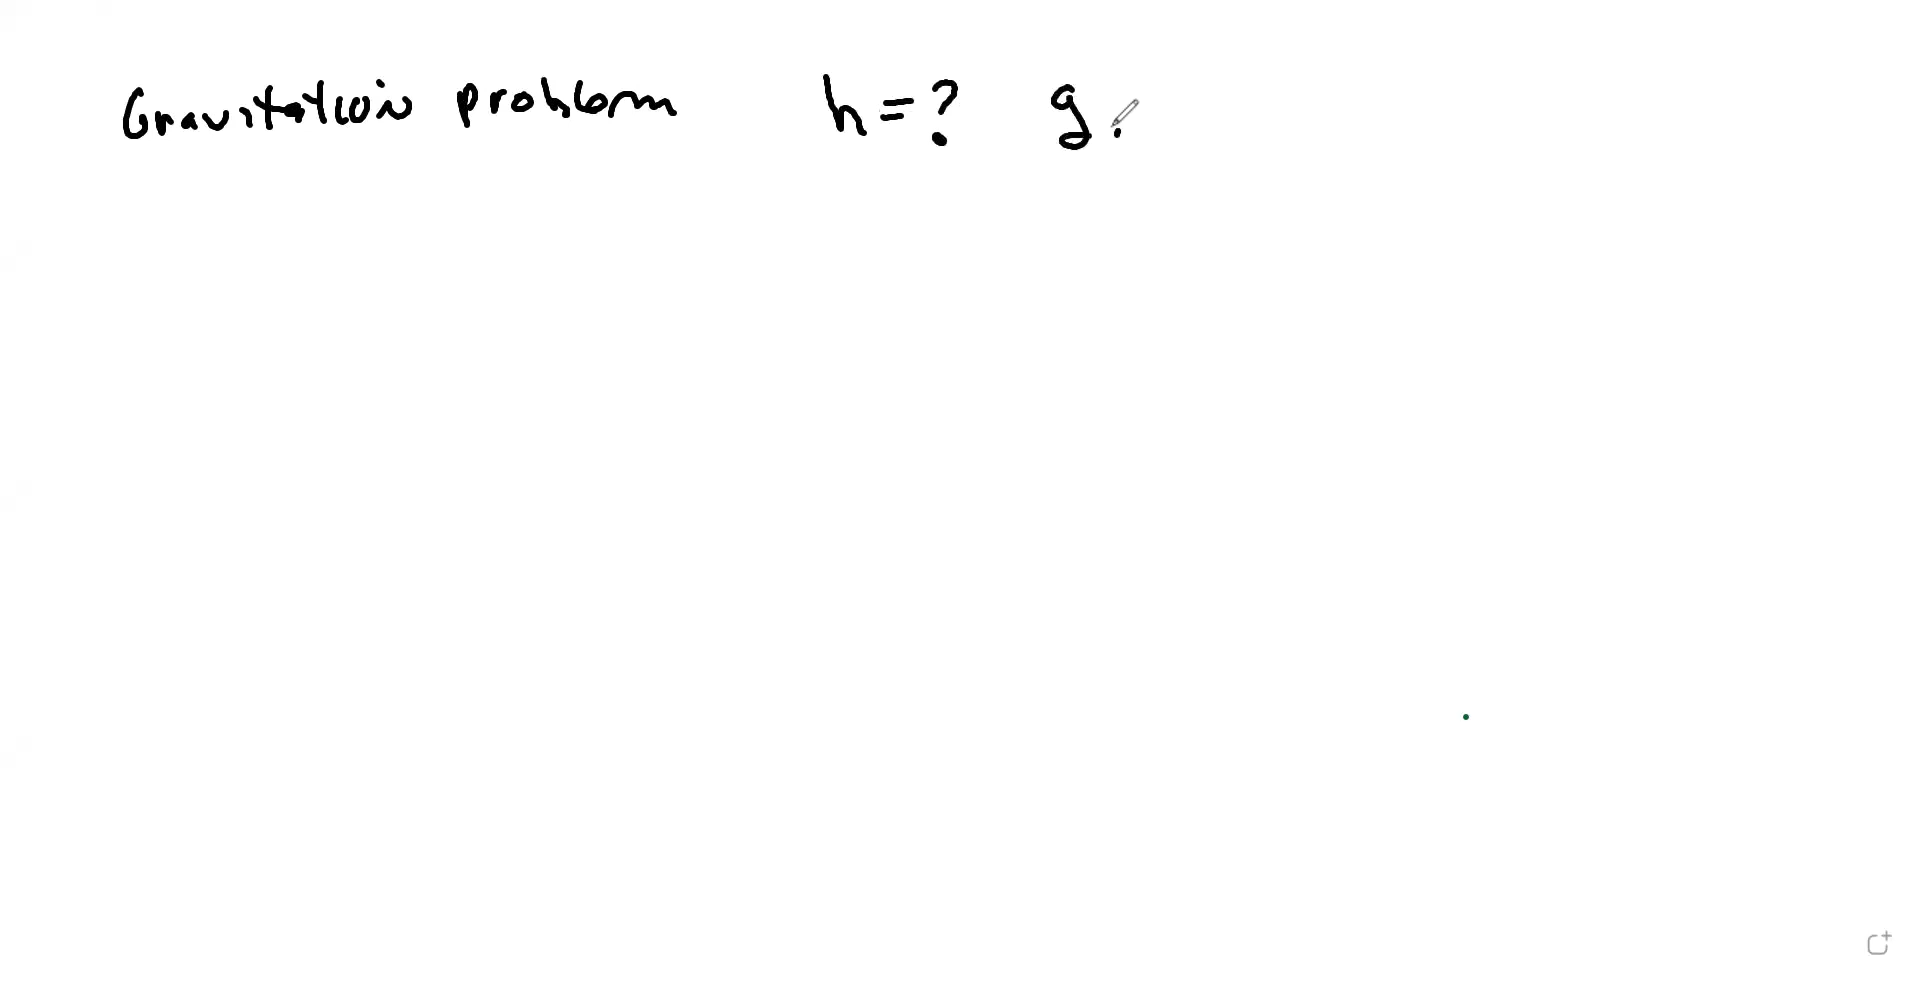 Gravitation problem h = ? g.